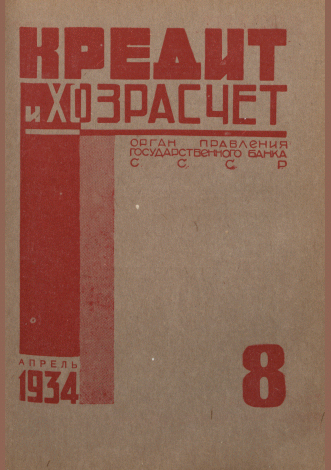 КРЕДИТ
и ХОЗРАСЧЕТ
ОРГАН ПРАВЛЕНИЯ
ГОСУДАРСТВЕННОГО БАНКА
С С С Р
АПРЕЛЬ
1934
8